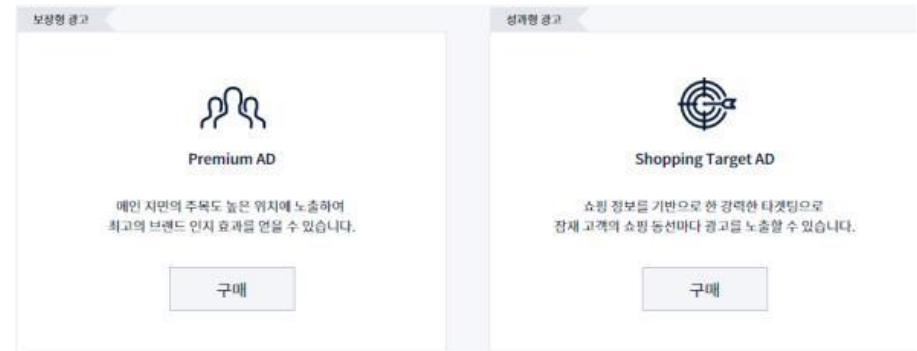 보장형 광고
Premium AD
메인 지면의 주목도 높은 위치에 노출하여
최고의 브랜드 인지 효과를 얻을 수 있습니다.
구매
성과형 광고
Shopping Target AD
쇼핑 정보를 기반으로 한 강력한 타겟팅으로
잠재 고객의 쇼핑 동선마다 광고를 노출할 수 있습니다.
구매